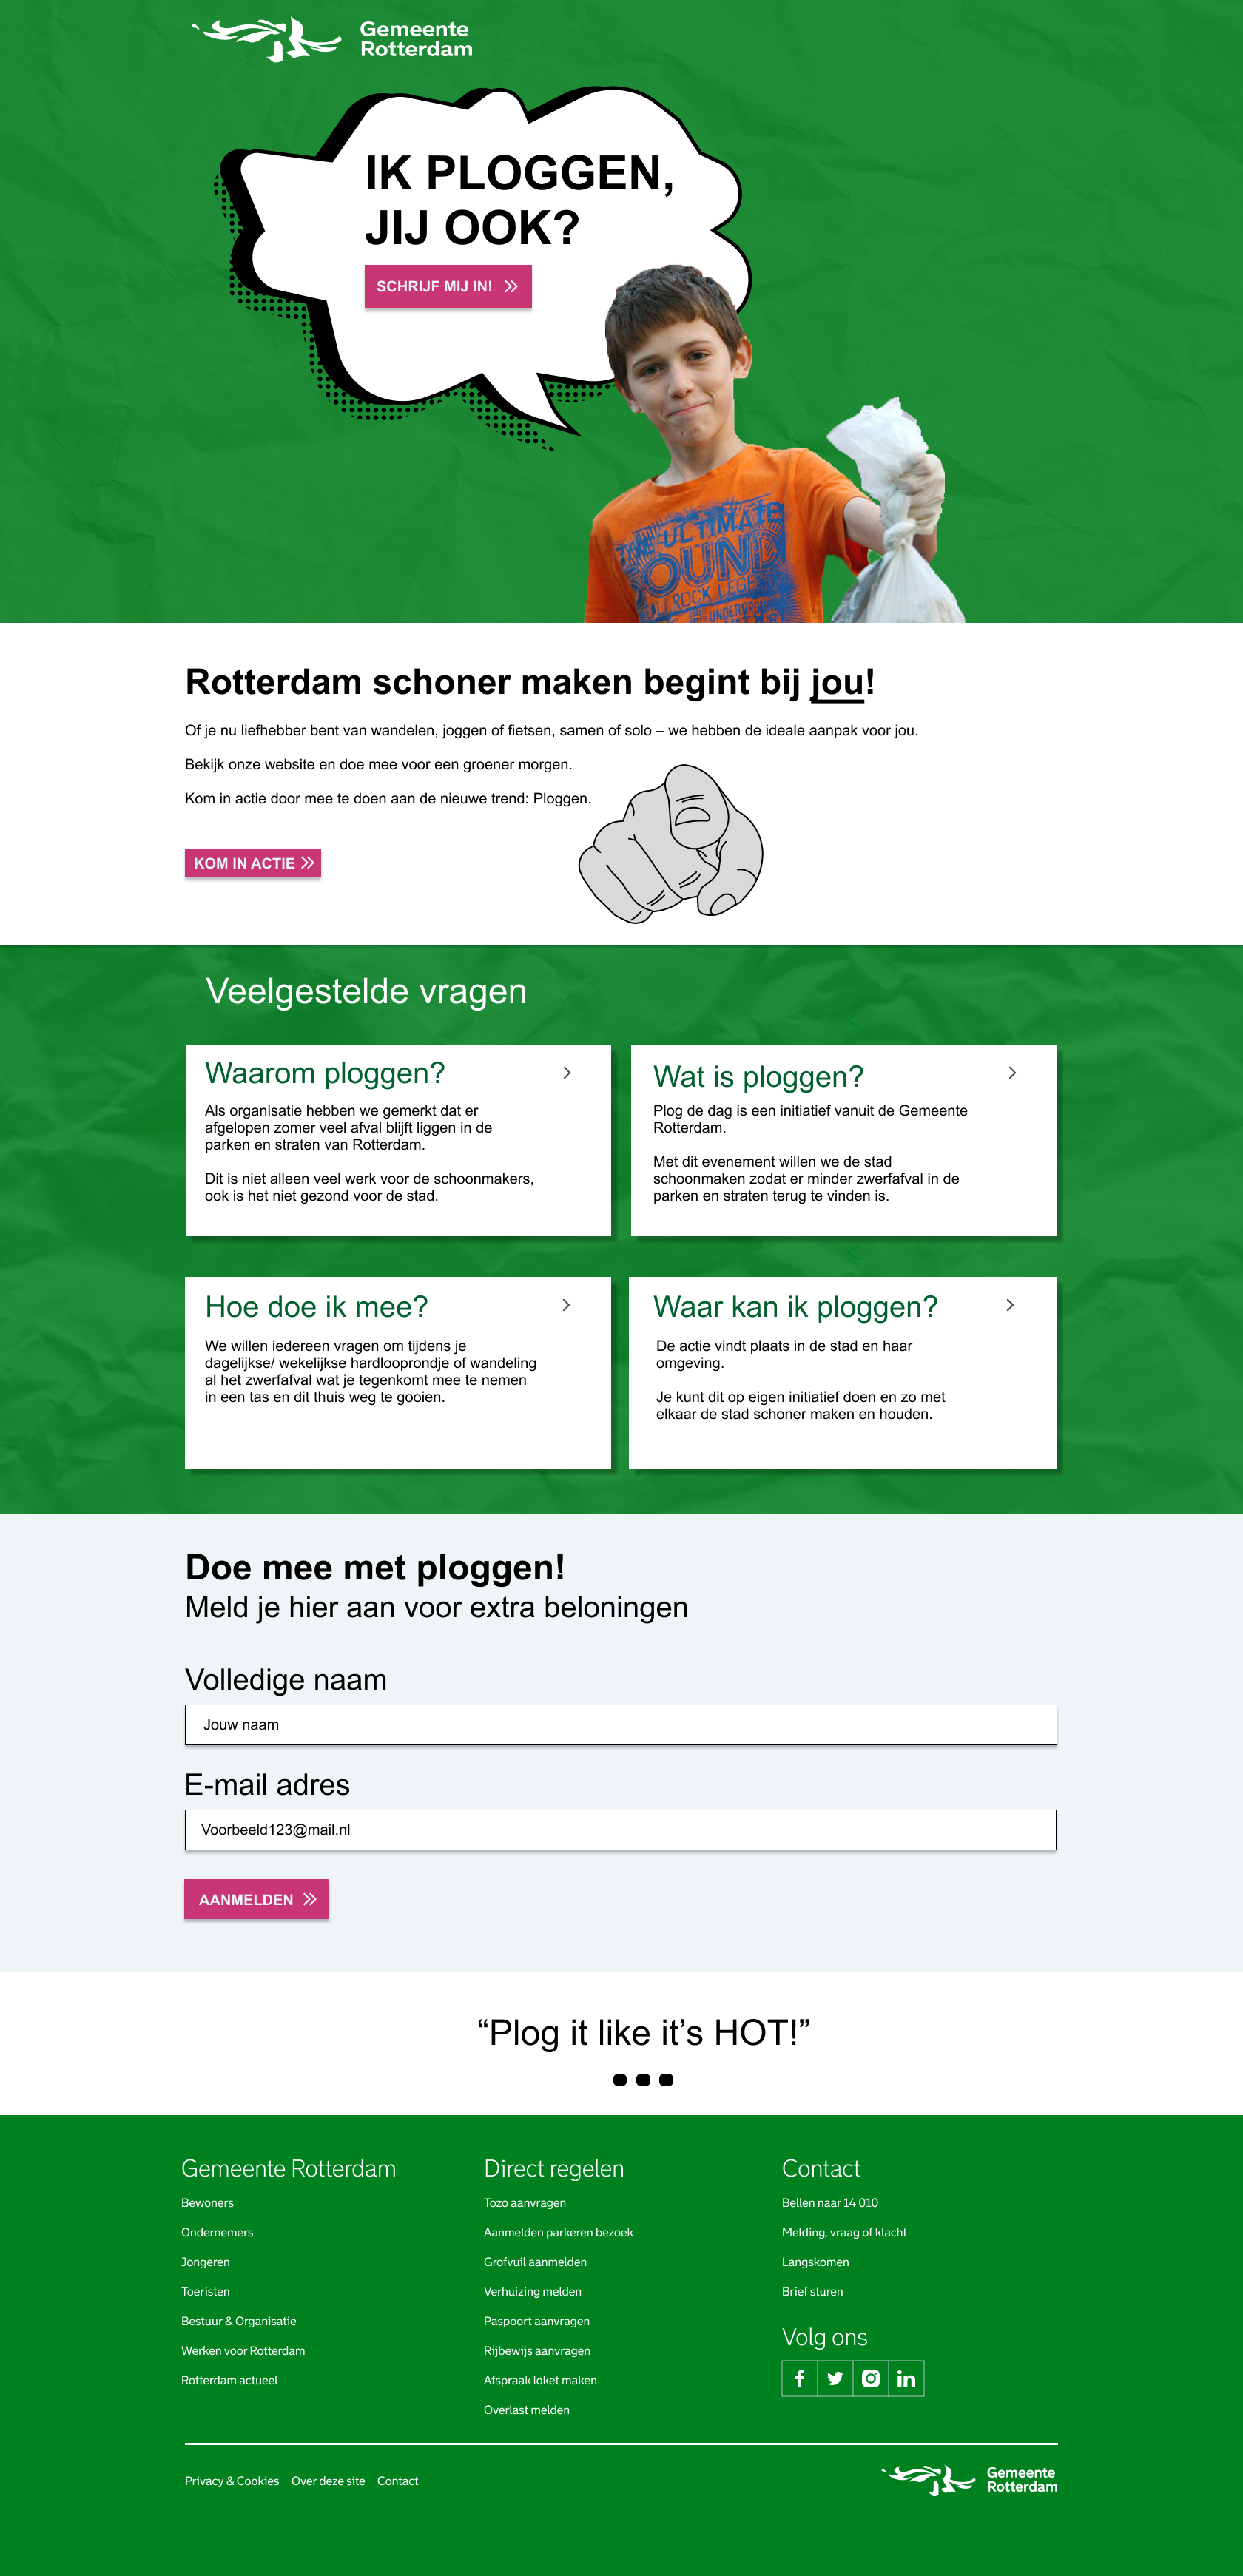 Gemeente
Rotterdam
IK PLOGGEN,
JIJ OOK?
SCHRIJF MIJ IN!
ULTIMATE
OUND
ROCK LEGE
UNDERGROU
Rotterdam schoner maken begint bij jou!
Of je nu liefhebber bent van wandelen, joggen of fietsen, samen of solo – we hebben de ideale aanpak voor jou.
Bekijk onze website en doe mee voor een groener morgen.
Kom in actie door mee te doen aan de nieuwe trend: Ploggen.
KOM IN ACTIE
Veelgestelde vragen
Waarom ploggen?
Als organisatie hebben we gemerkt dat er
afgelopen zomer veel afval blijft liggen in de
parken en straten van Rotterdam.
Dit is niet alleen veel werk voor de schoonmakers,
ook is het niet gezond voor de stad.
Wat is ploggen?
Plog de dag is een initiatief vanuit de Gemeente
Rotterdam.
Met dit evenement willen we de stad
schoonmaken zodat er minder zwerfafval in de
parken en straten terug te vinden is.
Hoe doe ik mee?
We willen iedereen vragen om tijdens je
dagelijkse/ wekelijkse hardlooprondje of wandeling
al het zwerfafval wat je tegenkomt mee te nemen
in een tas en dit thuis weg te gooien.
Waar kan ik ploggen?
De actie vindt plaats in de stad en haar
omgeving.
Je kunt dit op eigen initiatief doen en zo met
elkaar de stad schoner maken en houden.
Doe mee met ploggen!
Meld je hier aan voor extra beloningen
Volledige naam
Jouw naam
E-mail adres
Voorbeeld123@mail.nl
AANMELDEN
“Plog it like it’s HOT!”
Gemeente Rotterdam
Bewoners
Ondernemers
Jongeren
Toeristen
Bestuur & Organisatie
Werken voor Rotterdam
Rotterdam actueel
Direct regelen
Tozo aanvragen
Aanmelden parkeren bezoek
Grofvuil aanmelden
Verhuizing melden
Paspoort aanvragen
Rijbewijs aanvragen
Afspraak loket maken
Overlast melden
Contact
Bellen naar 14 010
Melding, vraag of klacht
Langskomen
Brief sturen
Volg ons
Privacy & Cookies Over deze site Contact
Gemeente
Rotterdam